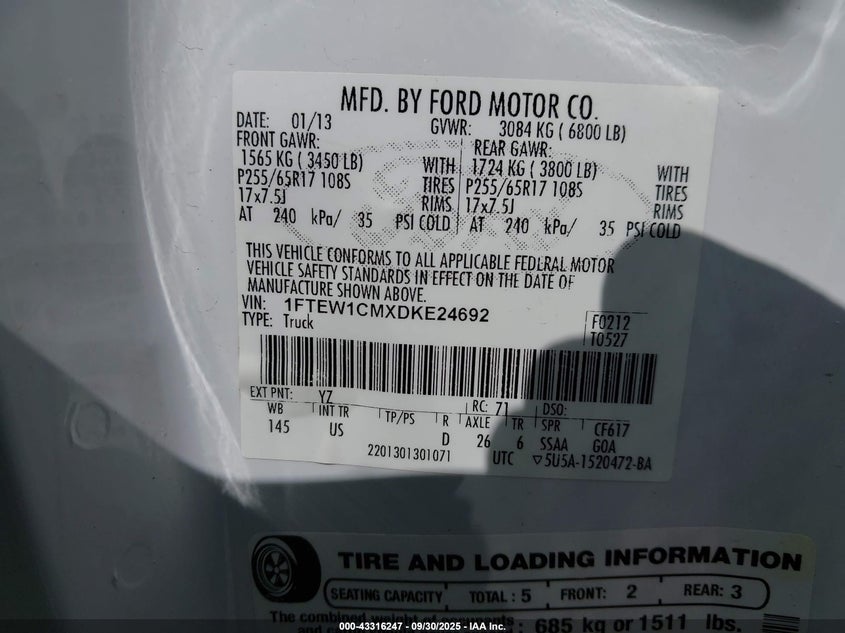 MFD. BY FORD MOTOR CO.
DATE: 01/13 GVWR: 3084 KG ( 6800 LB)
FRONT GAWR: REAR GAWR:
1565 KG ( 3450 LB) WITH 1724 KG ( 3800 LB) WITH
P255/65R17 108S TIRES P255/65R17 108S TIRES
17x7.5J RIMS 17x7.5J RIMS
AT 240 kPa/ 35 PSI COLD AT 240 kPa/ 35 PSI COLD
THIS VEHICLE CONFORMS TO ALL APPLICABLE FEDERAL MOTOR
VEHICLE SAFETY STANDARDS IN EFFECT ON THE DATE OF
MANUFACTURE SHOWN ABOVE.
VIN: 1FTEW1CMXDKE24692
TYPE: Truck
F0212
T0527
EXT PNT: YZ RC: 71 DSO:
WB INT TR TP/PS R AXLE TR SPR CF617
145 US D 26 6 SSAA GOA
2201301301071 UTC ▽5U5A-1520472-BA
TIRE AND LOADING INFORMATION
SEATING CAPACITY TOTAL : 5 FRONT: 2 REAR: 3
The combined weight of occupants
685 kg or 1511 lbs.
000-43316247 - 09/30/2025 - IAA Inc.